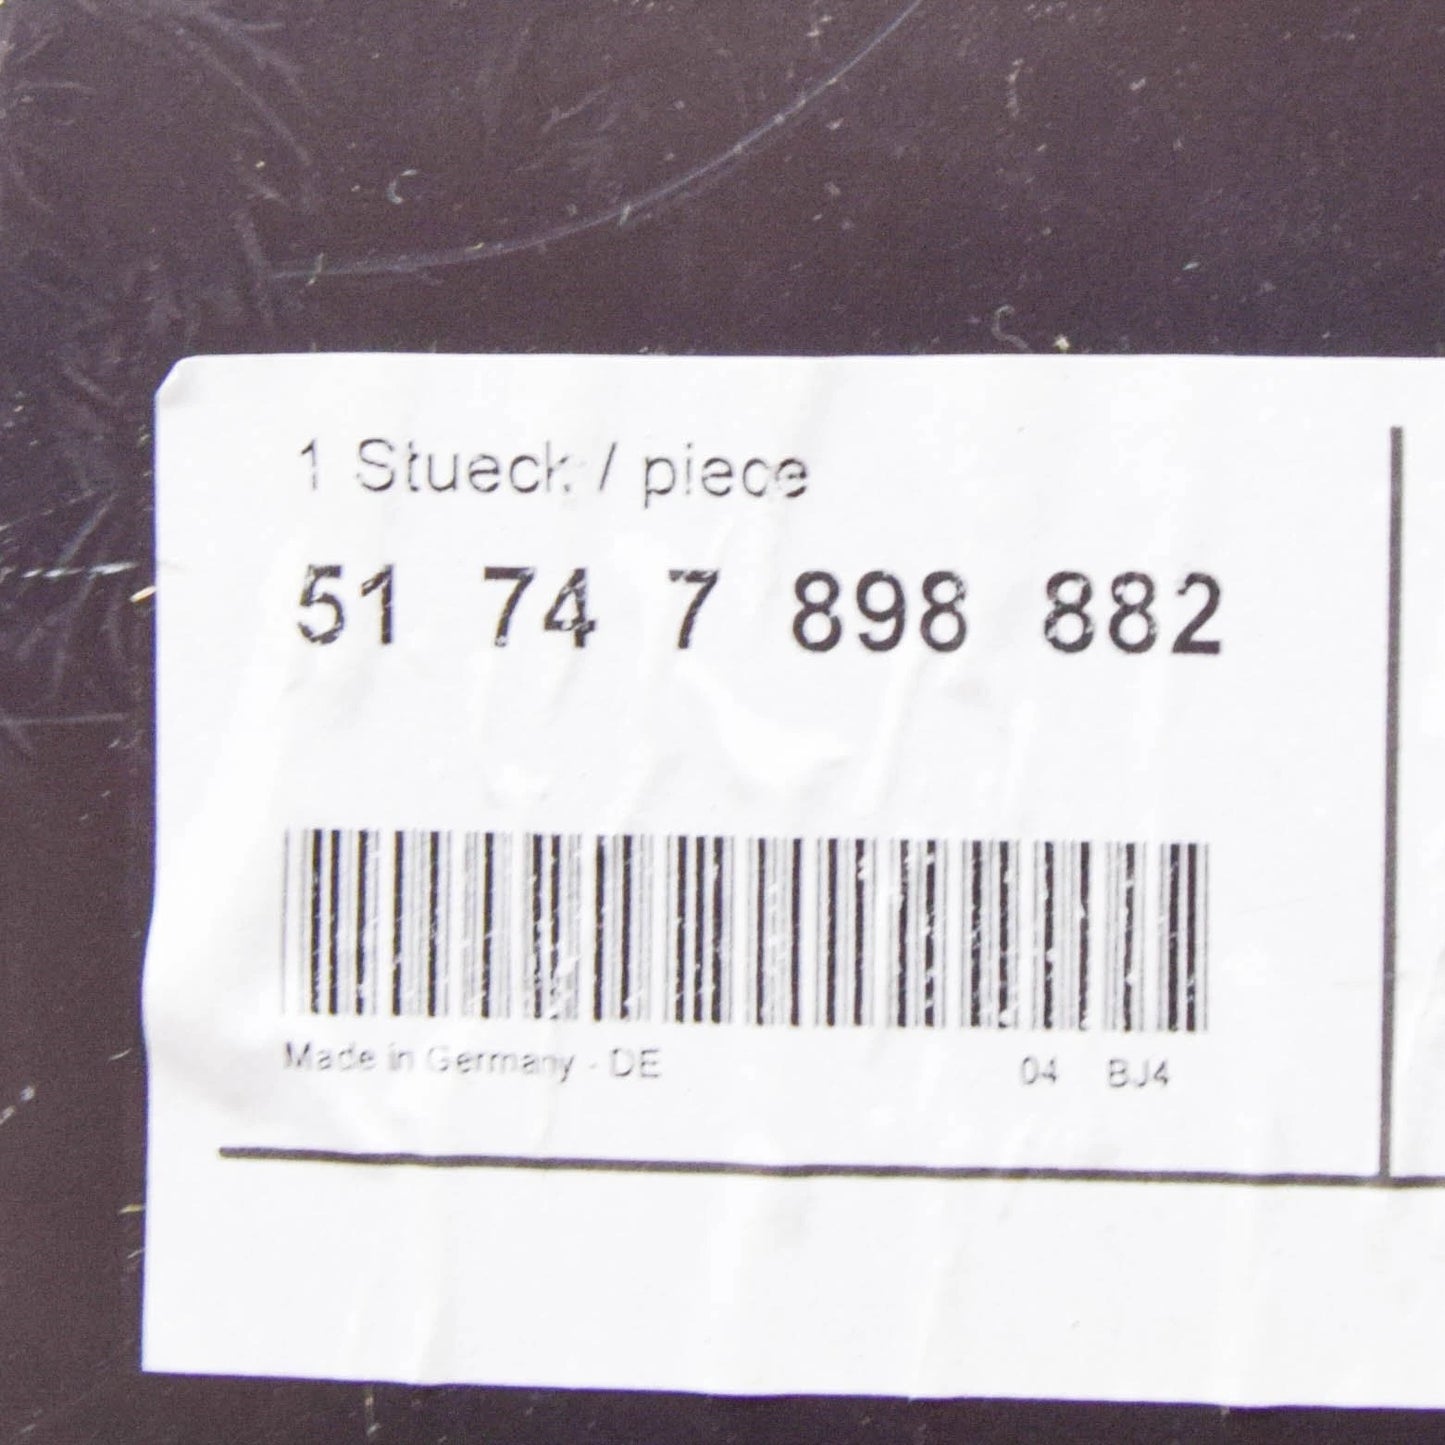 1 Stueck / piece
51 74 7 898 882
Made in Germany - DE 04 BJ4